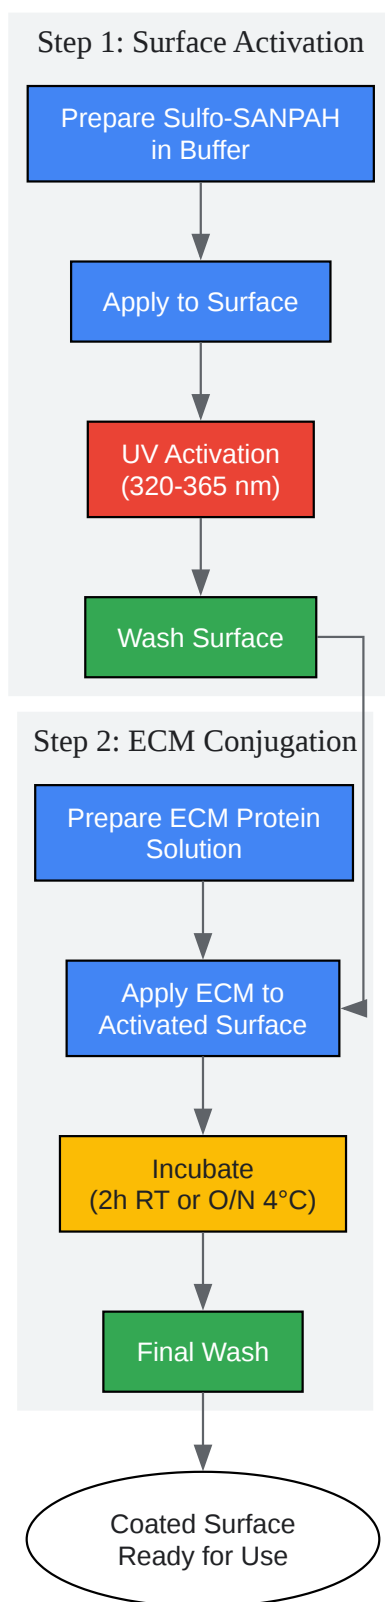 Step 1: Surface Activation
Prepare Sulfo-SANPAH
in Buffer
Apply to Surface
UV Activation
(320-365 nm)
Wash Surface
Step 2: ECM Conjugation
Prepare ECM Protein
Solution
Apply ECM to
Activated Surface
Incubate
(2h RT or O/N 4°C)
Final Wash
Coated Surface
Ready for Use